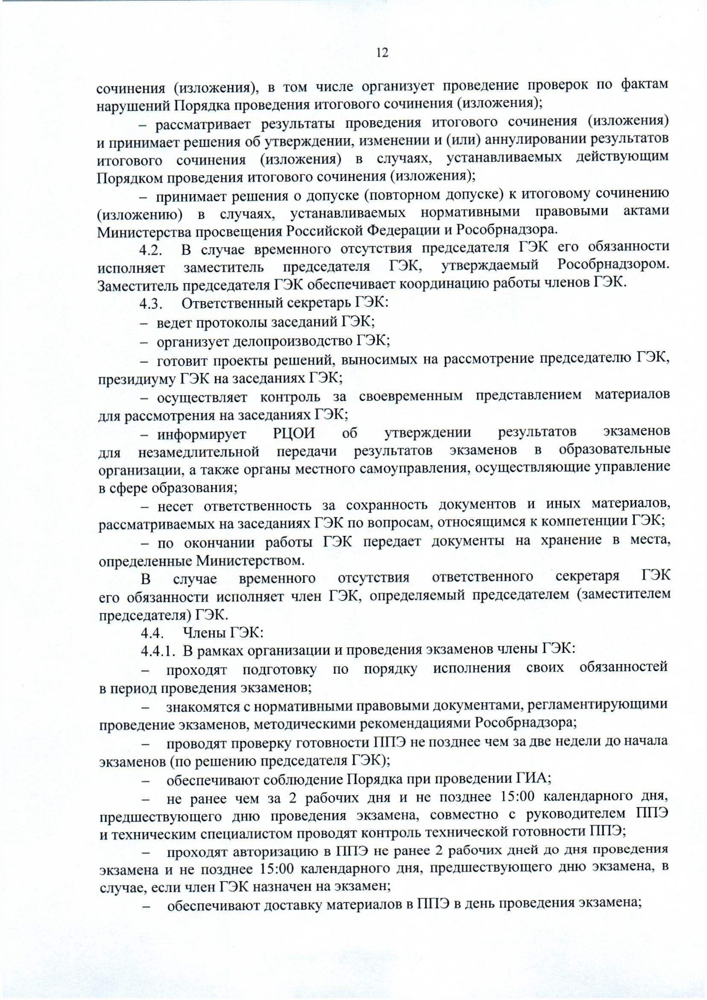 12
сочинения (изложения), в том числе организует проведение проверок по фактам
нарушений Порядка проведения итогового сочинения (изложения);
– рассматривает результаты проведения итогового сочинения (изложения)
и принимает решения об утверждении, изменении и (или) аннулировании результатов
итогового сочинения (изложения) в случаях, устанавливаемых действующим
Порядком проведения итогового сочинения (изложения);
– принимает решения о допуске (повторном допуске) к итоговому сочинению
(изложению) в случаях, устанавливаемых нормативными правовыми актами
Министерства просвещения Российской Федерации и Рособрнадзора.
4.2. В случае временного отсутствия председателя ГЭК его обязанности
исполняет заместитель председателя ГЭК, утверждаемый Рособрнадзором.
Заместитель председателя ГЭК обеспечивает координацию работы членов ГЭК.
4.3. Ответственный секретарь ГЭК:
– ведет протоколы заседаний ГЭК;
– организует делопроизводство ГЭК;
– готовит проекты решений, выносимых на рассмотрение председателю ГЭК,
президиуму ГЭК на заседаниях ГЭК;
– осуществляет контроль за своевременным представлением материалов
для рассмотрения на заседаниях ГЭК;
– информирует РЦОИ об утверждении результатов экзаменов
для незамедлительной передачи результатов экзаменов в образовательные
организации, а также органы местного самоуправления, осуществляющие управление
в сфере образования;
– несет ответственность за сохранность документов и иных материалов,
рассматриваемых на заседаниях ГЭК по вопросам, относящимся к компетенции ГЭК;
– по окончании работы ГЭК передает документы на хранение в места,
определенные Министерством.
В случае временного отсутствия ответственного секретаря ГЭК
его обязанности исполняет член ГЭК, определяемый председателем (заместителем
председателя) ГЭК.
4.4. Члены ГЭК:
4.4.1. В рамках организации и проведения экзаменов члены ГЭК:
– проходят подготовку по порядку исполнения своих обязанностей
в период проведения экзаменов;
– знакомятся с нормативными правовыми документами, регламентирующими
проведение экзаменов, методическими рекомендациями Рособрнадзора;
– проводят проверку готовности ППЭ не позднее чем за две недели до начала
экзаменов (по решению председателя ГЭК);
– обеспечивают соблюдение Порядка при проведении ГИА;
– не ранее чем за 2 рабочих дня и не позднее 15:00 календарного дня,
предшествующего дню проведения экзамена, совместно с руководителем ППЭ
и техническим специалистом проводят контроль технической готовности ППЭ;
– проходят авторизацию в ППЭ не ранее 2 рабочих дней до дня проведения
экзамена и не позднее 15:00 календарного дня, предшествующего дню экзамена, в
случае, если член ГЭК назначен на экзамен;
– обеспечивают доставку материалов в ППЭ в день проведения экзамена;